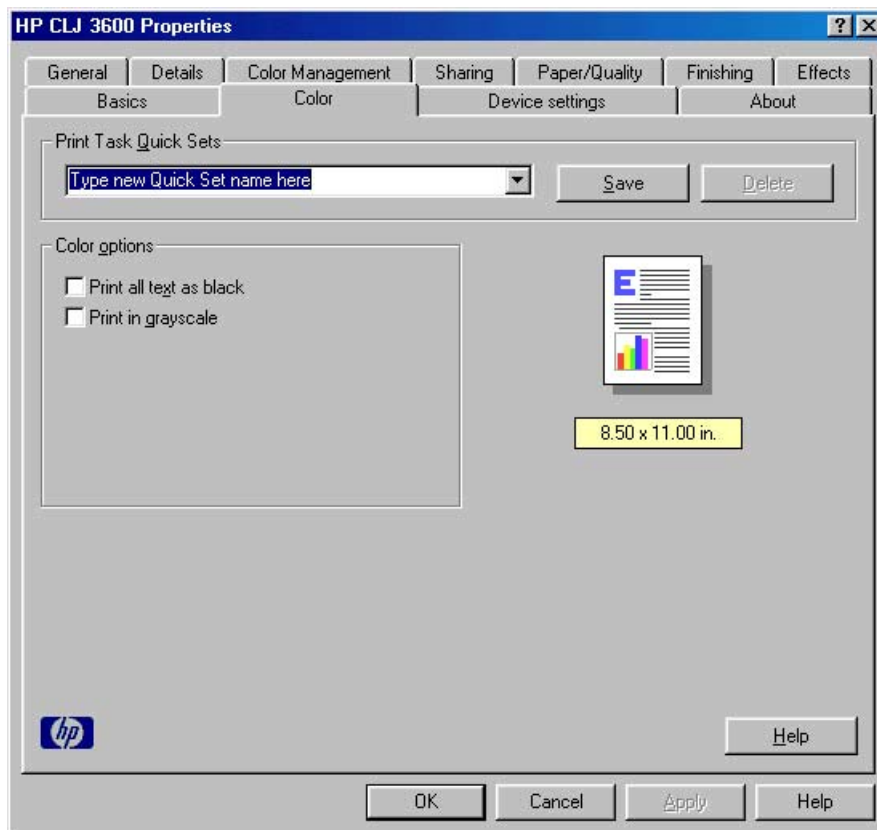 HP CLJ 3600 Properties
General Details Color Management Sharing Paper/Quality Finishing Effects
Basics Color Device settings About
Print Task Quick Sets
Type new Quick Set name here Save Delete
Color options
Print all text as black
Print in grayscale
E
8.50 x 11.00 in.
hp
Help
OK Cancel Apply Help